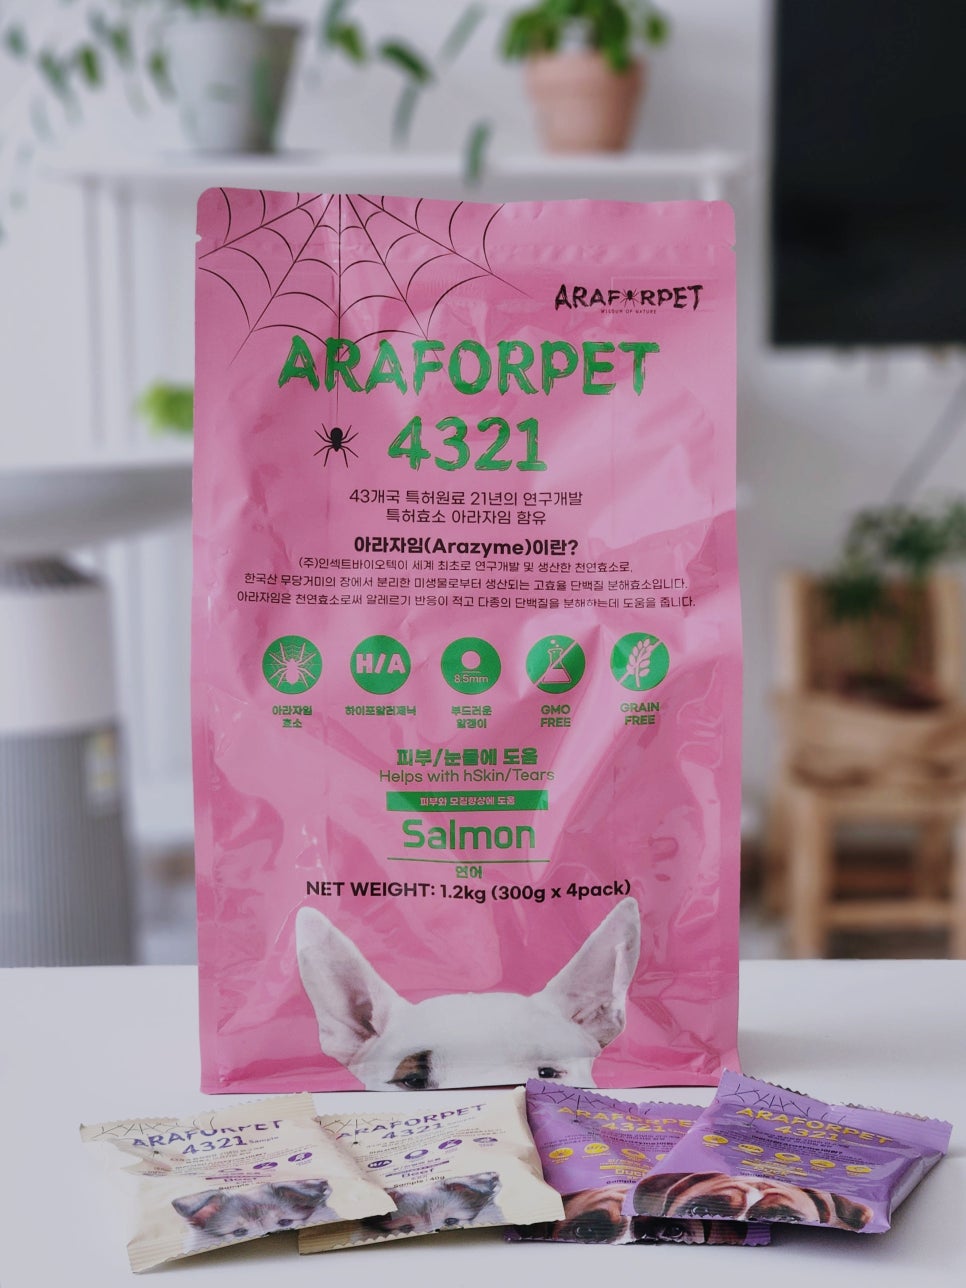 ARAFORPET
WISDOM OF NATURE
ARAFORPET
4321
43개국 특허원료 21년의 연구개발
특허효소 아라자임 함유
아라자임(Arazyme)이란?
(주)인섹트바이오텍이 세계 최초로 연구개발 및 생산한 천연효소로,
한국산 무당거미의 장에서 분리한 미생물로부터 생산되는 고효율 단백질 분해효소입니다.
아라자임은 천연효소로써 알레르기 반응이 적고 다종의 단백질을 분해하는데 도움을 줍니다.
H/A
8.5mm
아라자임
효소
하이포알러제닉
부드러운
알갱이
GMO
FREE
GRAIN
FREE
피부/눈물에 도움
Helps with hSkin/Tears
피부와 모질향상에 도움
Salmon
연어
NET WEIGHT: 1.2kg (300g x 4pack)
ARAFORPET
4321 Sample
ARAFORPET
4321
H/A
Sample : 40g
ARAFORPET
4321
Duck
ARAFORPET
4321
Duck